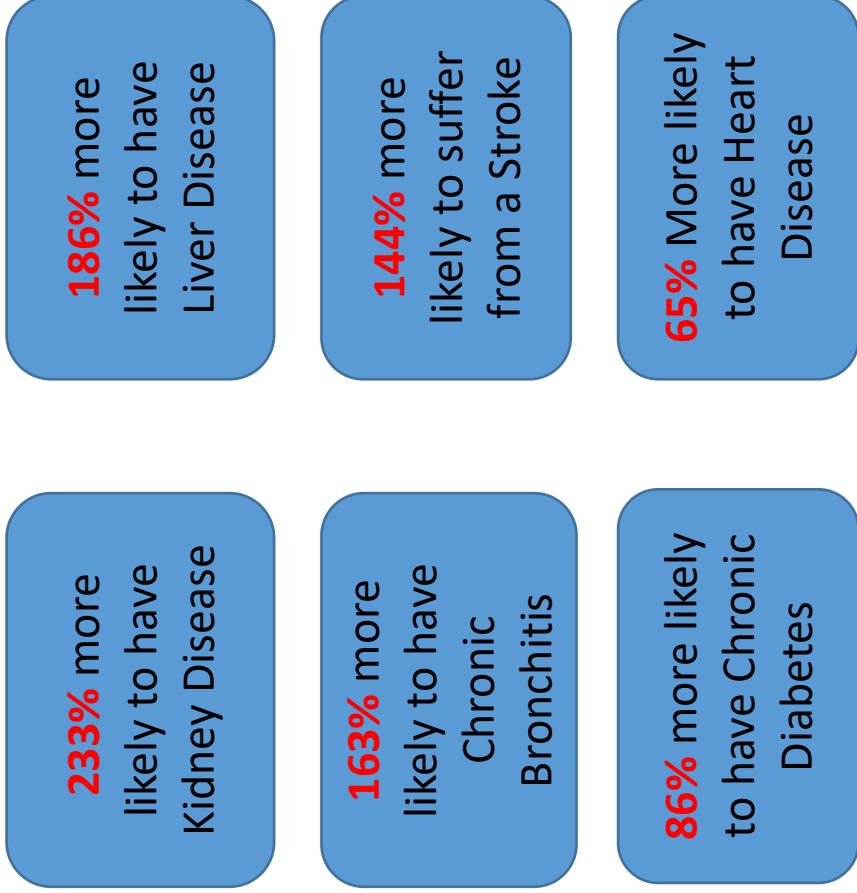 233% more
likely to have
Kidney Disease
186% more
likely to have
Liver Disease
163% more
likely to have
Chronic
Bronchitis
144% more
likely to suffer
from a Stroke
86% more likely
to have Chronic
Diabetes
65% More likely
to have Heart
Disease